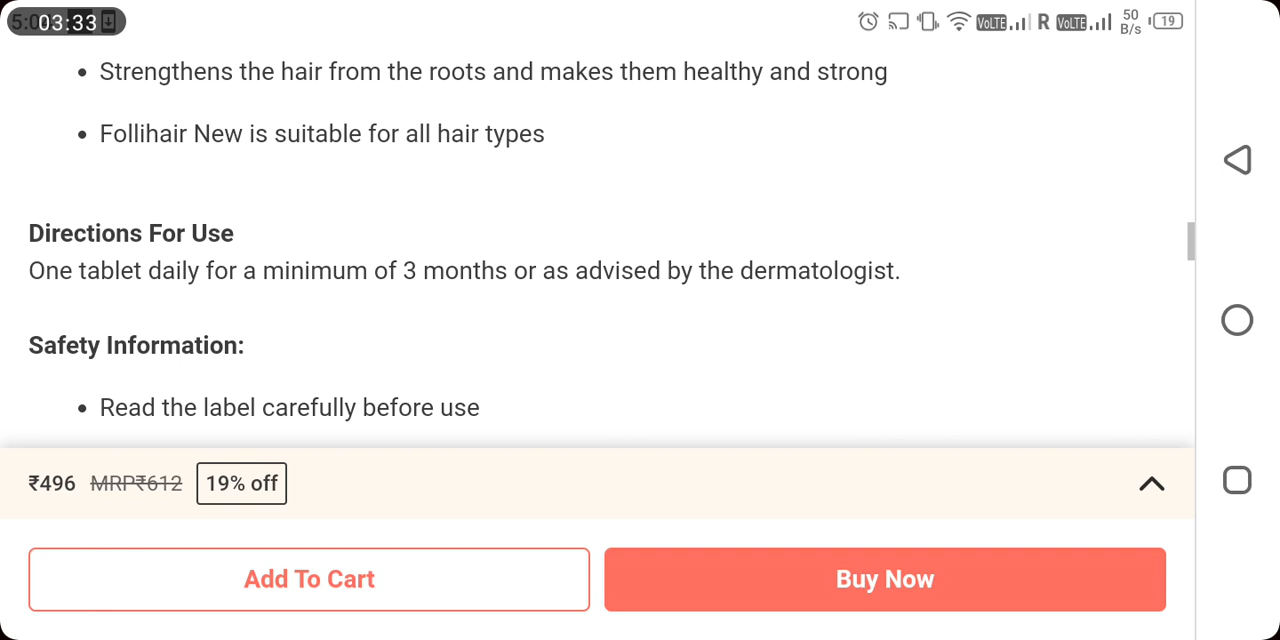 03:33
VoLTE R VoLTE 50 B/s 19
• Strengthens the hair from the roots and makes them healthy and strong
• Follihair New is suitable for all hair types
Directions For Use
One tablet daily for a minimum of 3 months or as advised by the dermatologist.
Safety Information:
• Read the label carefully before use
₹496 MRP₹612 19% off
Add To Cart
Buy Now